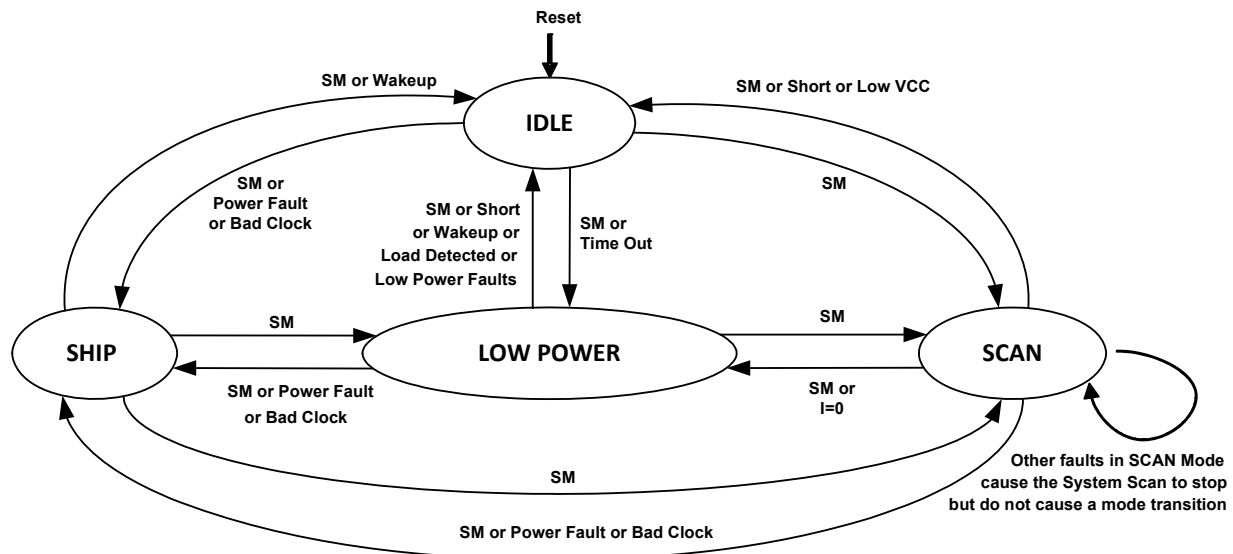 Reset
SM or Wakeup
SM or Short or Low VCC
IDLE
SM or
Power Fault
or Bad Clock
SM or Short
or Wakeup or
Load Detected or
Low Power Faults
SM or
Time Out
SM
SHIP
SM
LOW POWER
SM
SCAN
SM or Power Fault
or Bad Clock
SM or
I=0
SM
Other faults in SCAN Mode
cause the System Scan to stop
but do not cause a mode transition
SM or Power Fault or Bad Clock